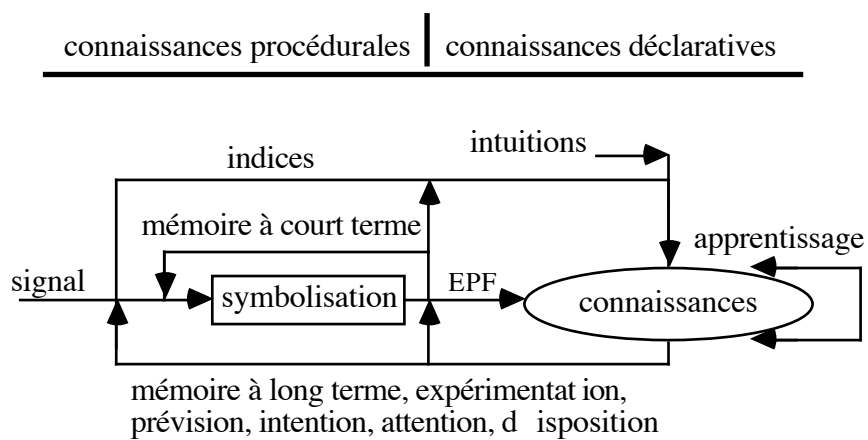 connaissances procédurales
connaissances déclaratives
intuitions
indices
mémoire à court terme
apprentissage
signal
symbolisation
EPF
connaissances
mémoire à long terme, expérimentat ion,
prévision, intention, attention, d isposition